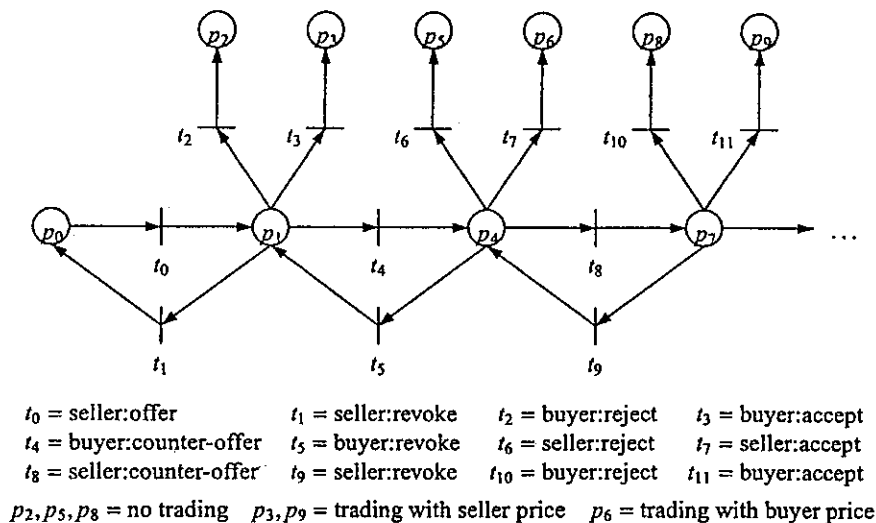 p2 p3 p5 p6 p8 p9
t2 t3 t6 t7 t10 t11
p0 p1 p4 p7 ...
t0 t4 t8
t1 t5 t9
t0 = seller:offer t1 = seller:revoke t2 = buyer:reject t3 = buyer:accept
t4 = buyer:counter-offer t5 = buyer:revoke t6 = seller:reject t7 = seller:accept
t8 = seller:counter-offer t9 = seller:revoke t10 = buyer:reject t11 = buyer:accept
p2,p5,p8 = no trading p3,p9 = trading with seller price p6 = trading with buyer price